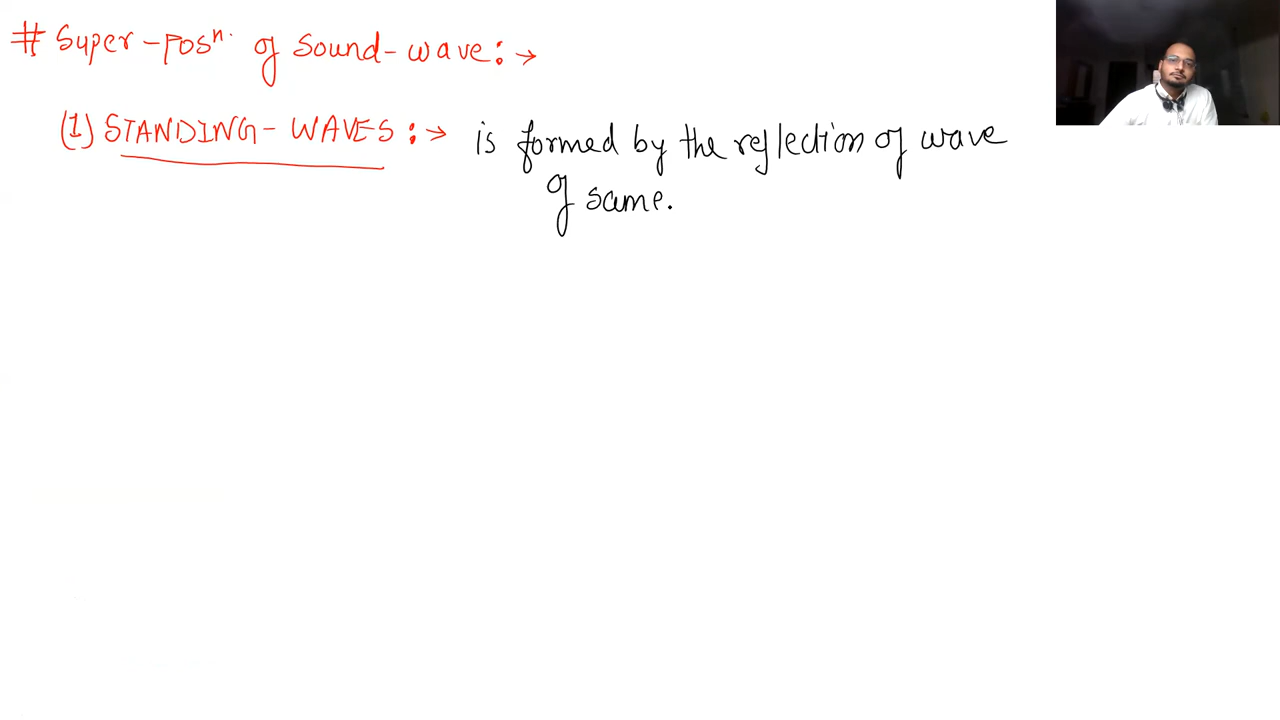 # Super-posⁿ. of sound-wave:→
(1) STANDING-WAVES:→ is formed by the reflection of wave
of same.